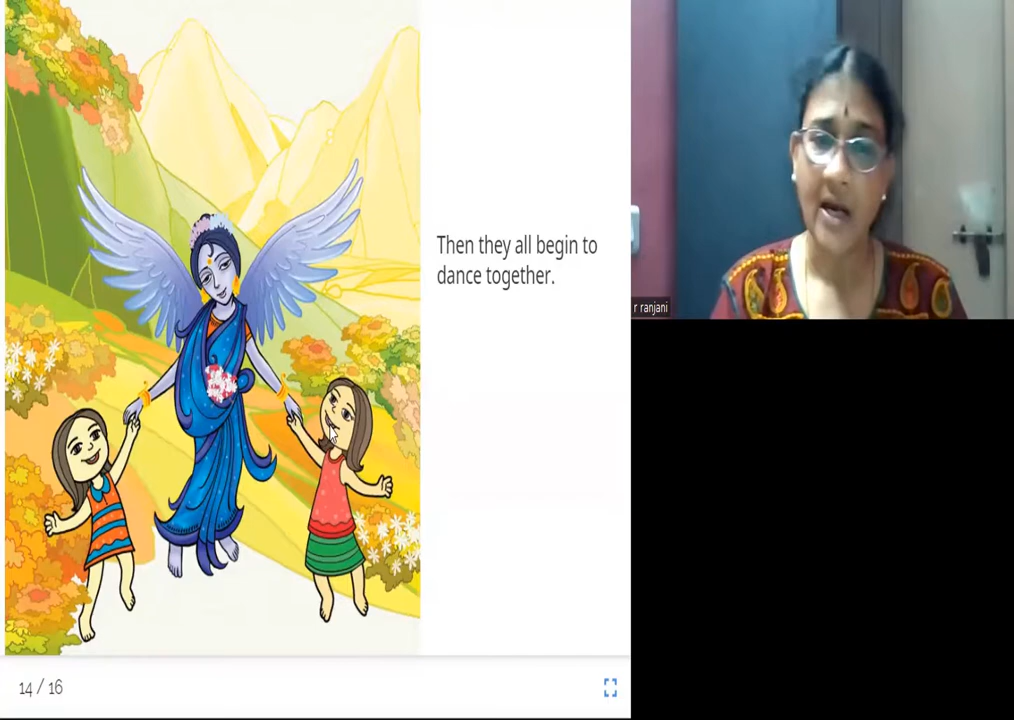 Then they all begin to
dance together.
r ranjani
14 / 16